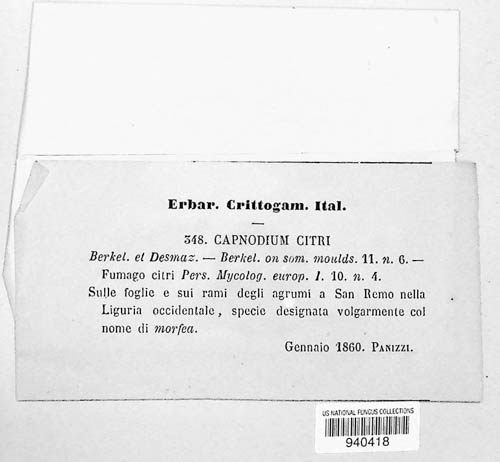 Erbar. Crittogam. Ital.
348. CAPNODIUM CITRI
Berkel. et Desmaz. — Berkel. on som. moulds. 11. n. 6. —
Fumago citri Pers. Mycolog. europ. 1. 10. n. 4.
Sulle foglie e sui rami degli agrumi a San Remo nella
Liguria occidentale, specie designata volgarmente col
nome di morfea.
Gennaio 1860. PANIZZI.
US NATIONAL FUNGUS COLLECTIONS
940418